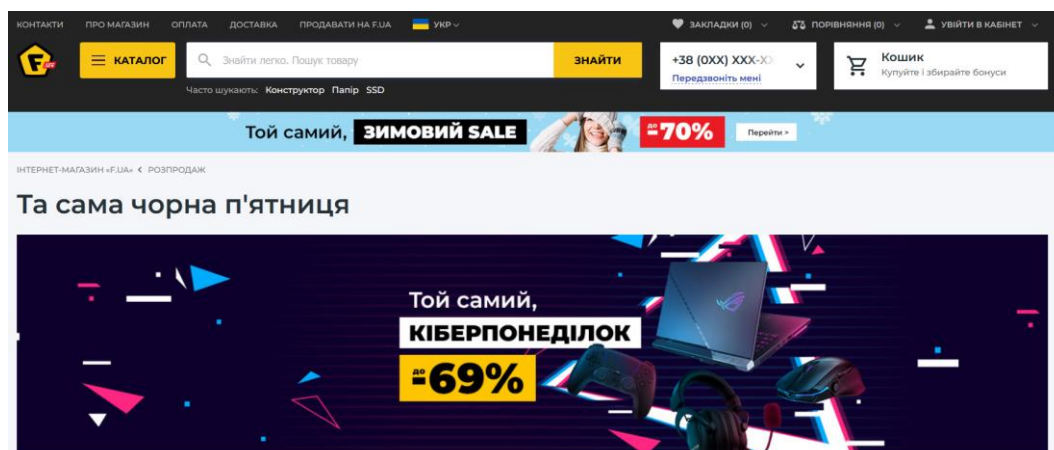 КОНТАКТИ ПРО МАГАЗИН ОПЛАТА ДОСТАВКА ПРОДАВАТИ НА F.UA УКР ЗАКЛАДКИ (0) ПОРІВНЯННЯ (0) УВІЙТИ В КАБІНЕТ
F.ua КАТАЛОГ Знайти легко. Пошук товару ЗНАЙТИ +38 (0XX) XXX-X Кошик
Передзвоніть мені Купуйте і збирайте бонуси
Часто шукають: Конструктор Папір SSD
Той самий, ЗИМОВИЙ SALE до -70% Перейти >
ІНТЕРНЕТ-МАГАЗИН «F.UA» < РОЗПРОДАЖ
Та сама чорна п'ятниця
Той самий,
КІБЕРПОНЕДІЛОК
до -69%